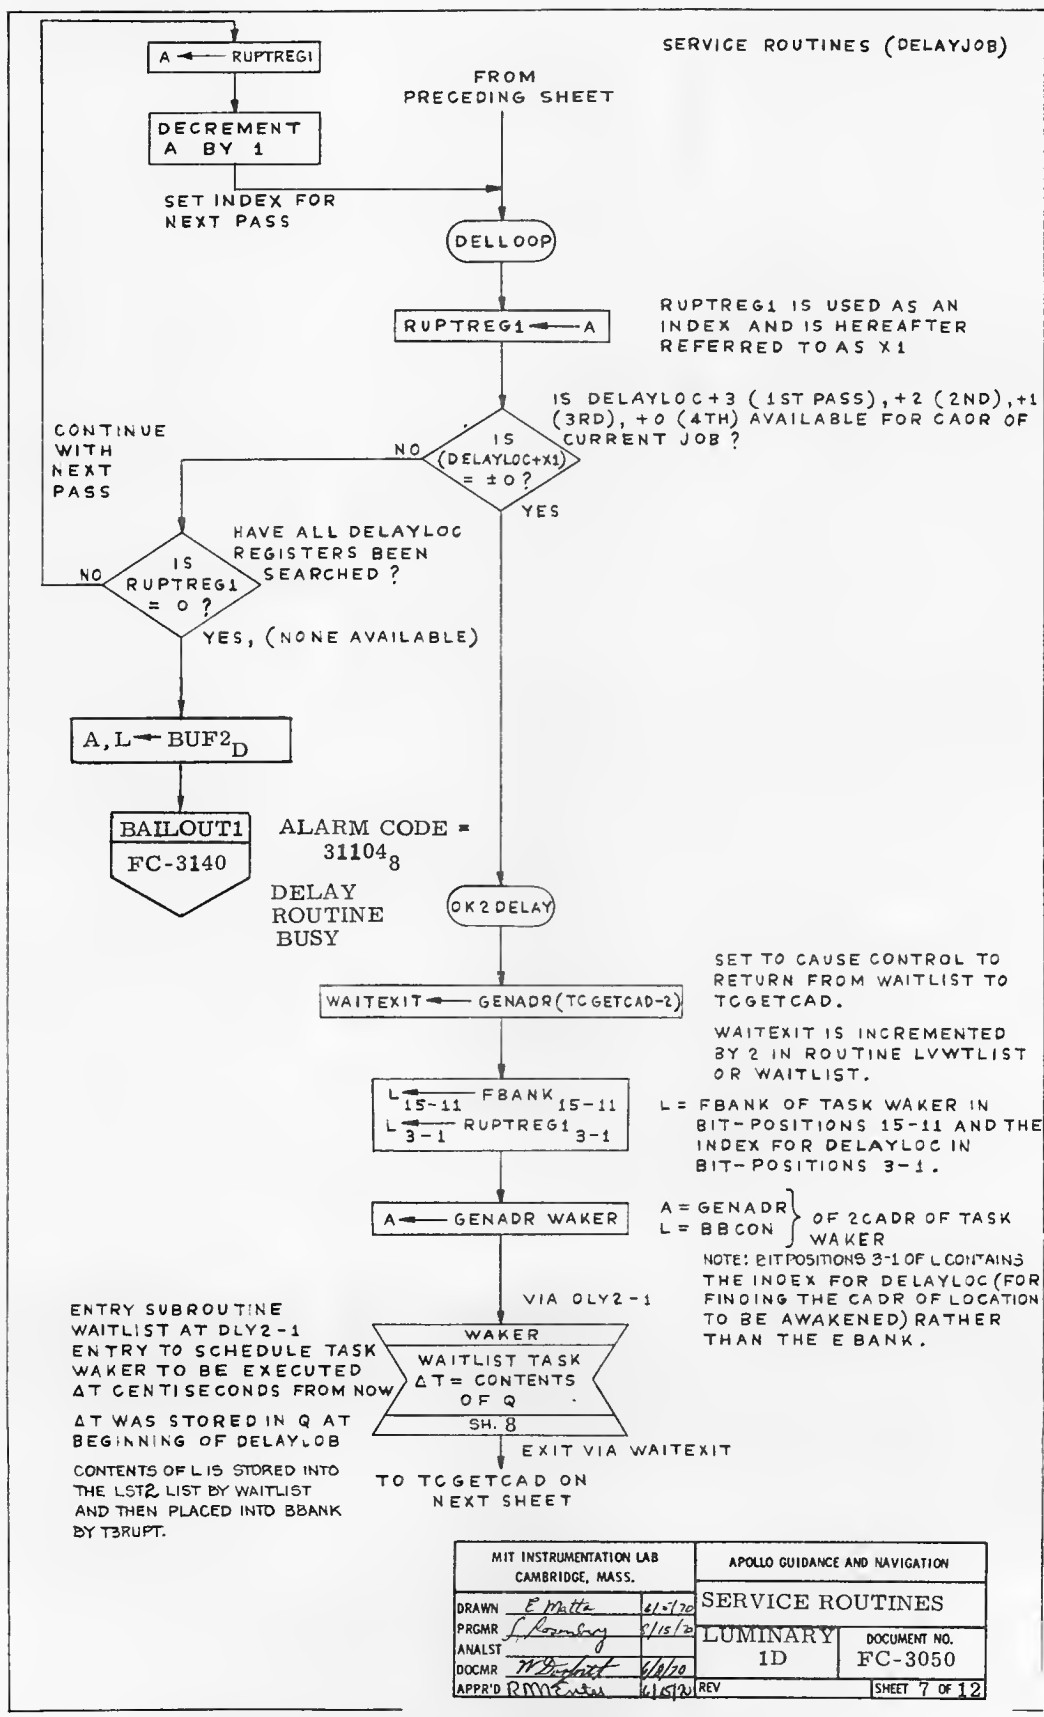 SERVICE ROUTINES (DELAYJOB)
A ← RUPTREG1
FROM
PRECEDING SHEET
DECREMENT
A BY 1
SET INDEX FOR
NEXT PASS
DELLOOP
RUPTREG1 ← A
RUPTREG1 IS USED AS AN
INDEX AND IS HEREAFTER
REFERRED TO AS X1
IS DELAYLOC+3 (1ST PASS), +2 (2ND), +1
(3RD), +0 (4TH) AVAILABLE FOR CADR OF
CURRENT JOB ?
IS
(DELAYLOC+X1)
= ±0 ?
NO
YES
CONTINUE
WITH
NEXT
PASS
HAVE ALL DELAYLOC
REGISTERS BEEN
SEARCHED ?
IS
RUPTREG1
= 0 ?
NO
YES, (NONE AVAILABLE)
A, L ← BUF2D
BAILOUT1
FC-3140
ALARM CODE =
31104₈
DELAY
ROUTINE
BUSY
OK2DELAY
WAITEXIT ← GENADR(TCGETCAD-2)
SET TO CAUSE CONTROL TO
RETURN FROM WAITLIST TO
TCGETCAD.
WAITEXIT IS INCREMENTED
BY 2 IN ROUTINE LVWTLIST
OR WAITLIST.
L15-11 ← FBANK15-11
L3-1 ← RUPTREG13-1
L = FBANK OF TASK WAKER IN
BIT-POSITIONS 15-11 AND THE
INDEX FOR DELAYLOC IN
BIT-POSITIONS 3-1.
A ← GENADR WAKER
A = GENADR
L = BBCON
OF 2CADR OF TASK
WAKER
NOTE: BIT POSITIONS 3-1 OF L CONTAINS
THE INDEX FOR DELAYLOC (FOR
FINDING THE CADR OF LOCATION
TO BE AWAKENED) RATHER
THAN THE E BANK.
VIA DLY2-1
ENTRY SUBROUTINE
WAITLIST AT DLY2-1
ENTRY TO SCHEDULE TASK
WAKER TO BE EXECUTED
ΔT CENTISECONDS FROM NOW
ΔT WAS STORED IN Q AT
BEGINNING OF DELAYLOB
CONTENTS OF L IS STORED INTO
THE LST2 LIST BY WAITLIST
AND THEN PLACED INTO BBANK
BY T3RUPT.
WAKER
WAITLIST TASK
ΔT = CONTENTS
OF Q
SH. 8
EXIT VIA WAITEXIT
TO TCGETCAD ON
NEXT SHEET
MIT INSTRUMENTATION LAB
CAMBRIDGE, MASS.
APOLLO GUIDANCE AND NAVIGATION
DRAWN E Matta
PRGMR
ANALST
DOCMR
APPR'D
SERVICE ROUTINES
LUMINARY
1D
DOCUMENT NO.
FC-3050
REV
SHEET 7 OF 12